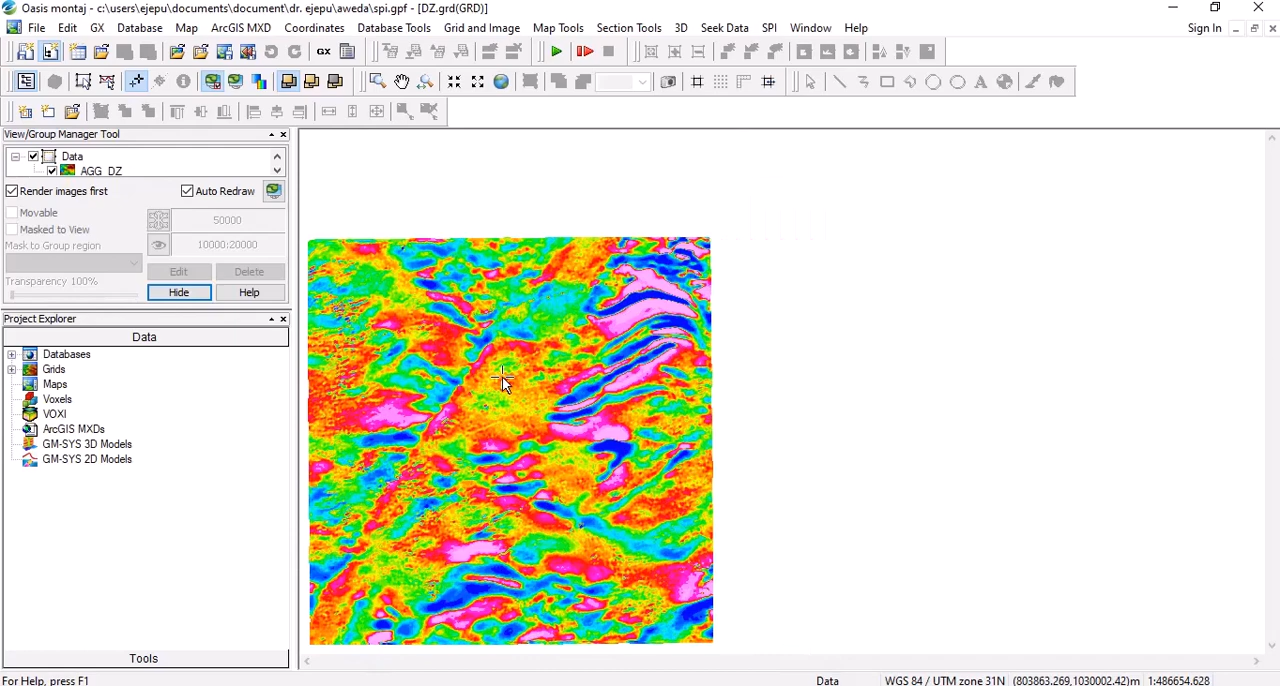 Oasis montaj - c:\users\ejepu\documents\document\dr. ejepu\aweda\spi.gpf - [DZ.grd(GRD)]
File Edit GX Database Map ArcGIS MXD Coordinates Database Tools Grid and Image Map Tools Section Tools 3D Seek Data SPI Window Help Sign In
GX
View/Group Manager Tool
Data
AGG_DZ
Render images first
Auto Redraw
Movable
50000
Masked to View
Mask to Group region
10000;20000
Edit
Delete
Transparency 100%
Hide
Help
Project Explorer
Data
Databases
Grids
Maps
Voxels
VOXI
ArcGIS MXDs
GM-SYS 3D Models
GM-SYS 2D Models
Tools
For Help, press F1
Data
WGS 84 / UTM zone 31N
(803863.269,1030002.42)m
1:486654.628